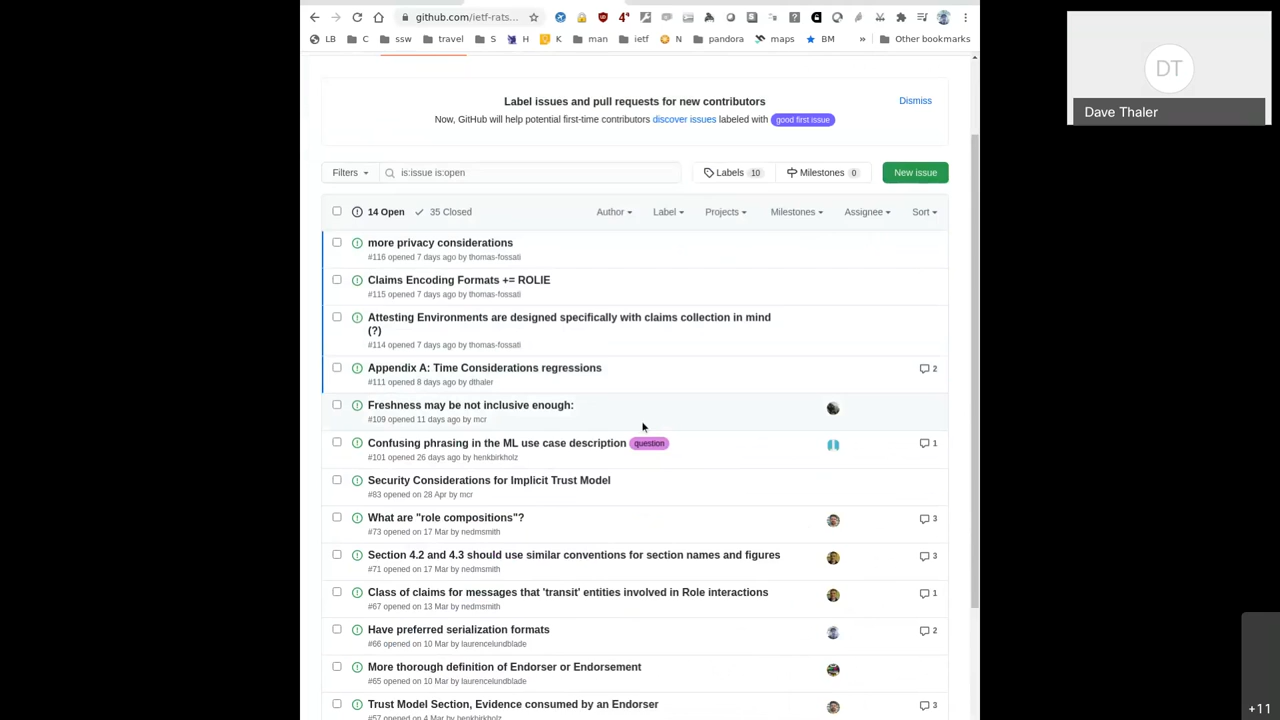 github.com/ietf-rats...
4
LB C ssw travel S H K man ietf N pandora maps BM » Other bookmarks
Label issues and pull requests for new contributors
Dismiss
Now, GitHub will help potential first-time contributors discover issues labeled with good first issue
Filters is:issue is:open Labels 10 Milestones 0 New issue
14 Open 35 Closed Author Label Projects Milestones Assignee Sort
more privacy considerations
#116 opened 7 days ago by thomas-fossati
Claims Encoding Formats += ROLIE
#115 opened 7 days ago by thomas-fossati
Attesting Environments are designed specifically with claims collection in mind
(?)
#114 opened 7 days ago by thomas-fossati
Appendix A: Time Considerations regressions 2
#111 opened 8 days ago by dthaler
Freshness may be not inclusive enough:
#109 opened 11 days ago by mcr
Confusing phrasing in the ML use case description question 1
#101 opened 26 days ago by henkbirkholz
Security Considerations for Implicit Trust Model
#83 opened on 28 Apr by mcr
What are "role compositions"? 3
#73 opened on 17 Mar by nedmsmith
Section 4.2 and 4.3 should use similar conventions for section names and figures 3
#71 opened on 17 Mar by nedmsmith
Class of claims for messages that 'transit' entities involved in Role interactions 1
#67 opened on 13 Mar by nedmsmith
Have preferred serialization formats 2
#66 opened on 10 Mar by laurencelundblade
More thorough definition of Endorser or Endorsement
#65 opened on 10 Mar by laurencelundblade
Trust Model Section, Evidence consumed by an Endorser 3
#57 opened on 4 Mar by henkbirkholz
DT
Dave Thaler
+11